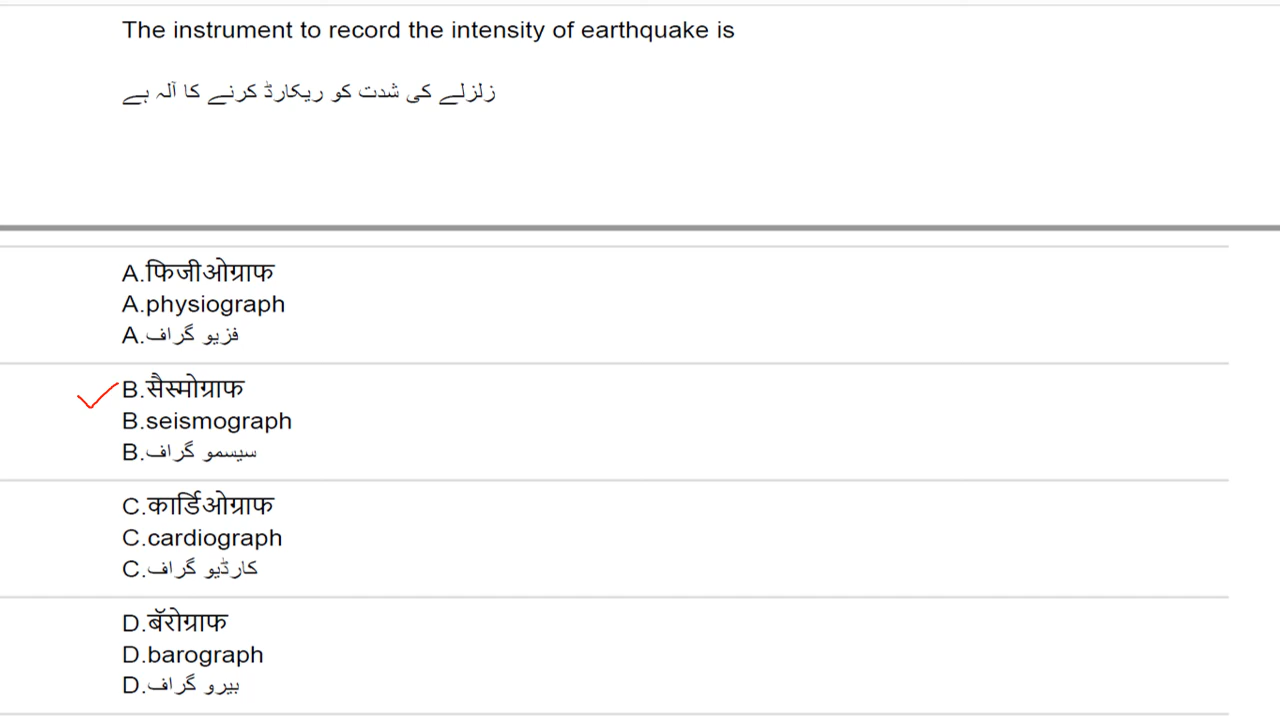 The instrument to record the intensity of earthquake is
زلزلے کی شدت کو ریکارڈ کرنے کا آلہ ہے
A.फिजीओग्राफ
A.physiograph
A.فزیو گراف
B.सैस्मोग्राफ
B.seismograph
B.سیسمو گراف
C.कार्डिओग्राफ
C.cardiograph
C.کارڈیو گراف
D.बॅरोग्राफ
D.barograph
D.بیرو گراف